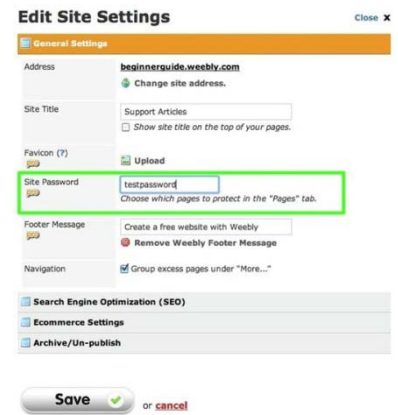 Edit Site Settings
Close X
General Settings
Address
beginnerguide.weebly.com
Change site address.
Site Title
Support Articles
Show site title on the top of your pages.
Favicon (?)
Upload
Site Password
testpassword
Choose which pages to protect in the "Pages" tab.
Footer Message
Create a free website with Weebly
Remove Weebly Footer Message
Navigation
Group excess pages under "More..."
Search Engine Optimization (SEO)
Ecommerce Settings
Archive/Un-publish
Save
or cancel